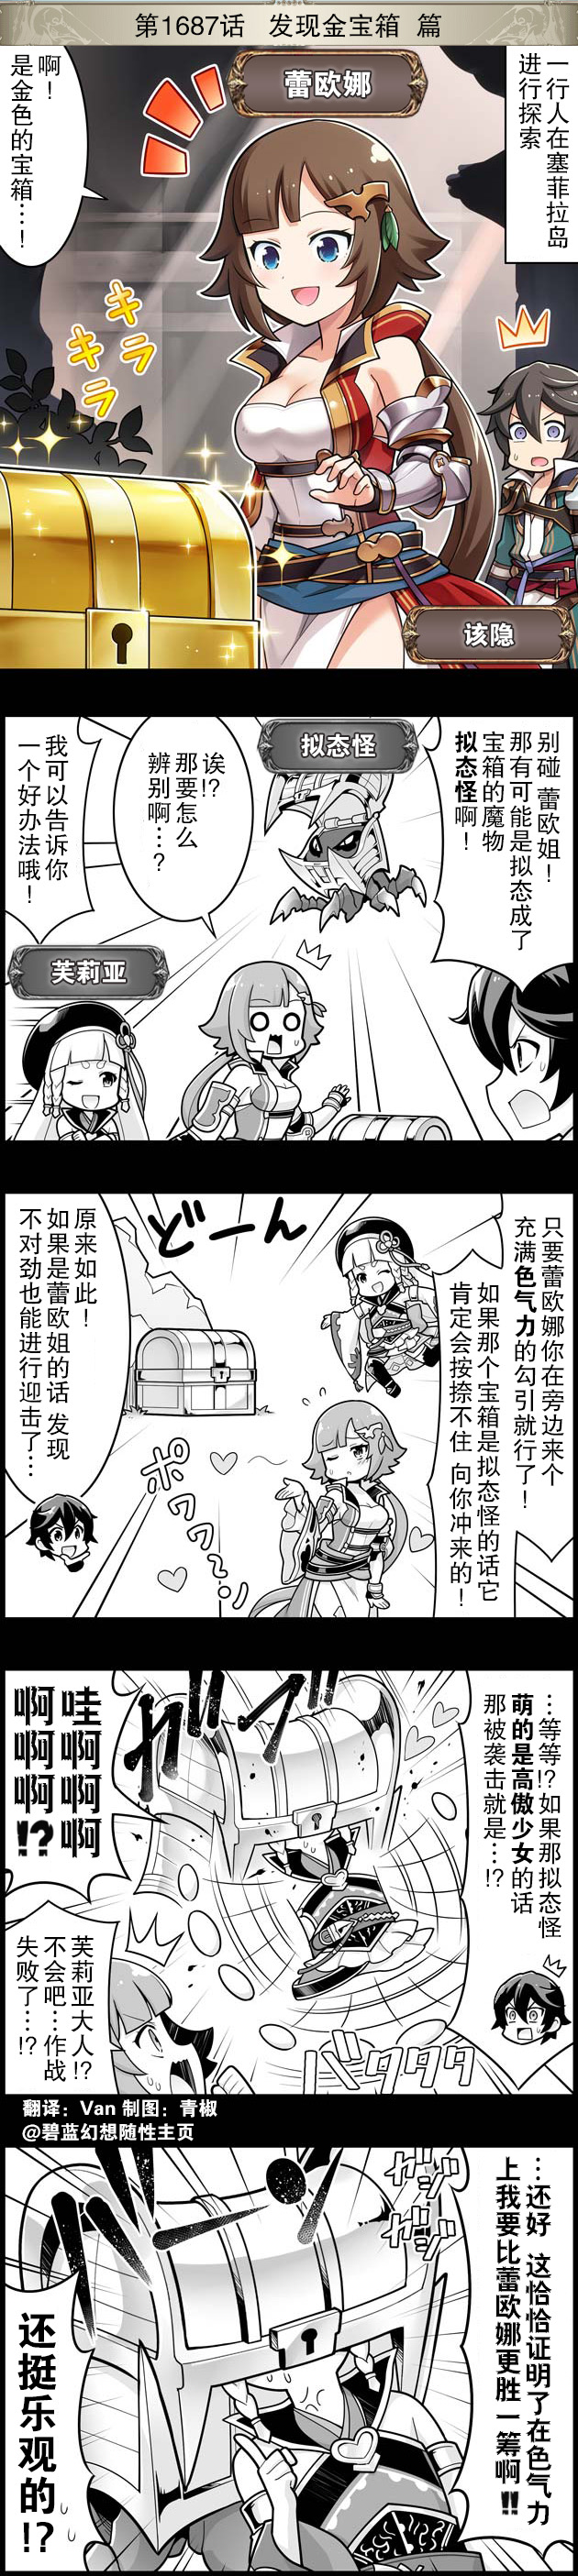 第1687话 发现金宝箱 篇
一行人在塞菲拉岛
进行探索
蕾欧娜
啊！
是金色的宝箱…！
キラ
キラ
该隐
别碰 蕾欧姐！
那有可能是拟态成了
宝箱的魔物
拟态怪啊！
拟态怪
诶!?
那要怎么
辨别啊…？
我可以告诉你
一个好办法哦！
芙莉亚
只要蕾欧娜你在旁边来个
充满色气力的勾引就行了！
如果那个宝箱是拟态怪的话它
肯定会按捺不住 向你冲来的！
どーん
ポワワ～ン
原来如此！
如果是蕾欧姐的话 发现
不对劲也能进行迎击了…
…等等!?如果那拟态怪
萌的是高傲少女的话
那被袭击就是…!?
ガブッ
哇啊啊啊
啊啊啊!?
芙莉亚大人!?
不会吧…作战
失败了…!?
バタタタ
翻译：Van 制图：青椒
@碧蓝幻想随性主页
…还好 这恰恰证明了在色气力
上我要比蕾欧娜更胜一筹啊!!
ガジ
ガジ
还挺乐观的!?